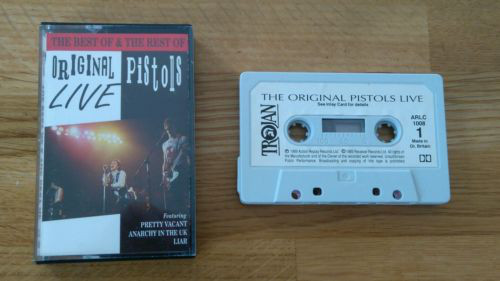 THE BEST OF & THE REST OF
ORiGiNAL
PiStOlS
LIVE
Featuring
PRETTY VACANT
ANARCHY IN THE UK
LIAR
THE ORIGINAL PISTOLS LIVE
See Inlay Card for details
TROJAN
ARLC
1008
1
Made in
Gt. Britain